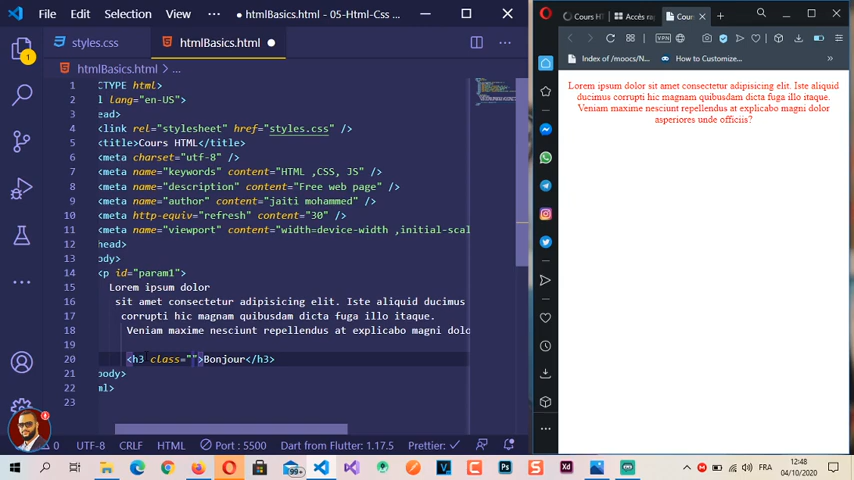 File Edit Selection View ··· ● htmlBasics.html - 05-Html-Css ...
styles.css htmlBasics.html ●
htmlBasics.html > ...
1 CTYPE html>
2 l lang="en-US">
3 ead>
4 <link rel="stylesheet" href="styles.css" />
5 <title>Cours HTML</title>
6 <meta charset="utf-8" />
7 <meta name="keywords" content="HTML ,CSS, JS" />
8 <meta name="description" content="Free web page" />
9 <meta name="author" content="jaiti mohammed" />
10 <meta http-equiv="refresh" content="30" />
11 <meta name="viewport" content="width=device-width ,initial-scal
12 head>
13 body>
14 <p id="param1">
15 Lorem ipsum dolor
16 sit amet consectetur adipisicing elit. Iste aliquid ducimus
17 corrupti hic magnam quibusdam dicta fuga illo itaque.
18 Veniam maxime nesciunt repellendus at explicabo magni dolo
20 <h3 class="">Bonjour</h3>
21 body>
22 ml>
23
0 UTF-8 CRLF HTML Port : 5500 Dart from Flutter: 1.17.5 Prettier: ✓
Cours HT Accès rap Cours
VPN
Index of /moocs/N... How to Customize... »
Lorem ipsum dolor sit amet consectetur adipisicing elit. Iste aliquid
ducimus corrupti hic magnam quibusdam dicta fuga illo itaque.
Veniam maxime nesciunt repellendus at explicabo magni dolor
asperiores unde officiis?
99+
FRA
12:48
04/10/2020